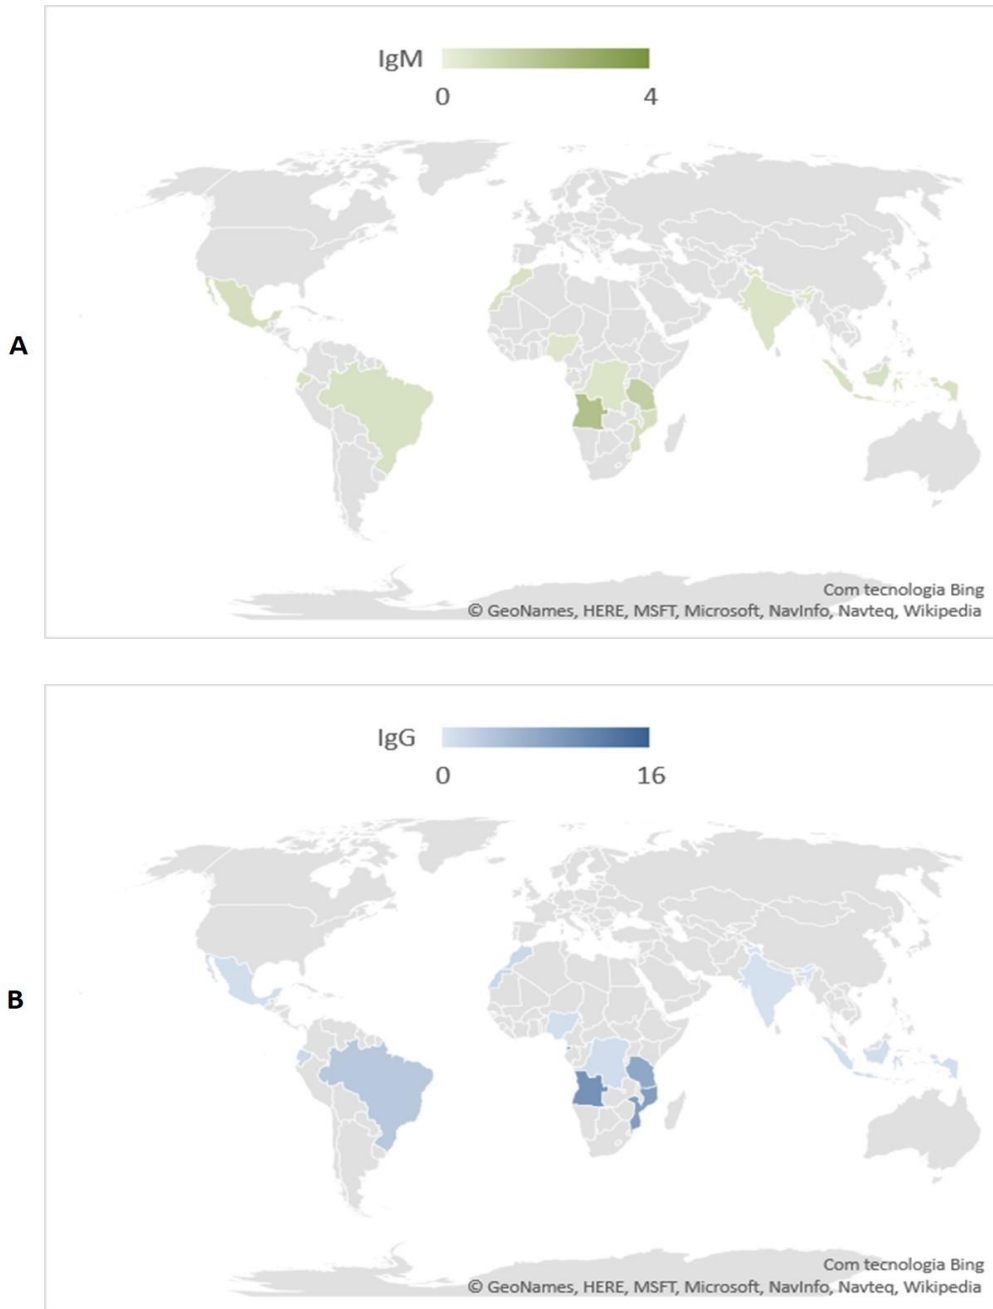 IgM
0 4
A
Com tecnologia Bing
© GeoNames, HERE, MSFT, Microsoft, NavInfo, Navteq, Wikipedia
IgG
0 16
B
Com tecnologia Bing
© GeoNames, HERE, MSFT, Microsoft, NavInfo, Navteq, Wikipedia